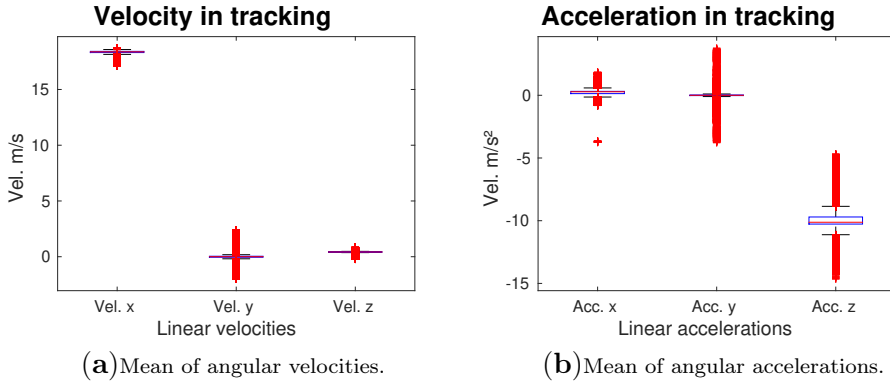 Velocity in tracking
15
10
5
0
Vel. m/s
Vel. x Vel. y Vel. z
Linear velocities
(a)Mean of angular velocities.
Acceleration in tracking
0
-5
-10
-15
Vel. m/s²
Acc. x Acc. y Acc. z
Linear accelerations
(b)Mean of angular accelerations.